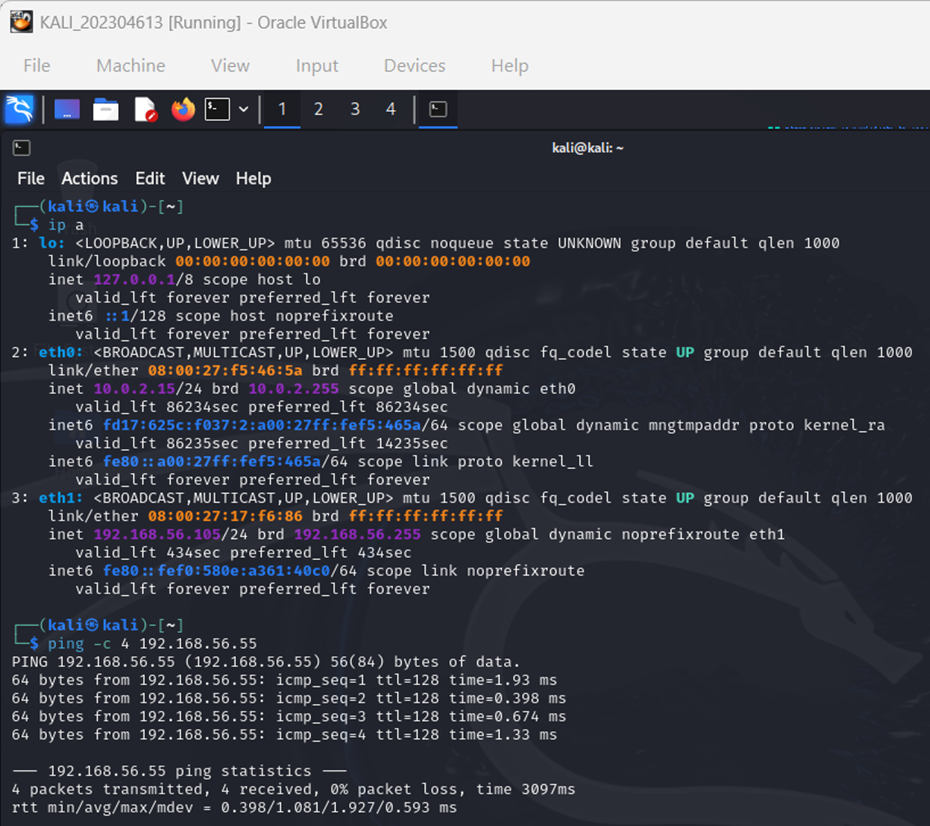 KALI_202304613 [Running] - Oracle VirtualBox
File Machine View Input Devices Help
1 2 3 4
kali@kali: ~
File Actions Edit View Help
┌──(kali㉿kali)-[~]
└─$ ip a
1: lo: <LOOPBACK,UP,LOWER_UP> mtu 65536 qdisc noqueue state UNKNOWN group default qlen 1000
link/loopback 00:00:00:00:00:00 brd 00:00:00:00:00:00
inet 127.0.0.1/8 scope host lo
valid_lft forever preferred_lft forever
inet6 ::1/128 scope host noprefixroute
valid_lft forever preferred_lft forever
2: eth0: <BROADCAST,MULTICAST,UP,LOWER_UP> mtu 1500 qdisc fq_codel state UP group default qlen 1000
link/ether 08:00:27:f5:46:5a brd ff:ff:ff:ff:ff:ff
inet 10.0.2.15/24 brd 10.0.2.255 scope global dynamic eth0
valid_lft 86234sec preferred_lft 86234sec
inet6 fd17:625c:f037:2:a00:27ff:fef5:465a/64 scope global dynamic mngtmpaddr proto kernel_ra
valid_lft 86235sec preferred_lft 14235sec
inet6 fe80::a00:27ff:fef5:465a/64 scope link proto kernel_ll
valid_lft forever preferred_lft forever
3: eth1: <BROADCAST,MULTICAST,UP,LOWER_UP> mtu 1500 qdisc fq_codel state UP group default qlen 1000
link/ether 08:00:27:17:f6:86 brd ff:ff:ff:ff:ff:ff
inet 192.168.56.105/24 brd 192.168.56.255 scope global dynamic noprefixroute eth1
valid_lft 434sec preferred_lft 434sec
inet6 fe80::fef0:580e:a361:40c0/64 scope link noprefixroute
valid_lft forever preferred_lft forever
┌──(kali㉿kali)-[~]
└─$ ping -c 4 192.168.56.55
PING 192.168.56.55 (192.168.56.55) 56(84) bytes of data.
64 bytes from 192.168.56.55: icmp_seq=1 ttl=128 time=1.93 ms
64 bytes from 192.168.56.55: icmp_seq=2 ttl=128 time=0.398 ms
64 bytes from 192.168.56.55: icmp_seq=3 ttl=128 time=0.674 ms
64 bytes from 192.168.56.55: icmp_seq=4 ttl=128 time=1.33 ms
--- 192.168.56.55 ping statistics ---
4 packets transmitted, 4 received, 0% packet loss, time 3097ms
rtt min/avg/max/mdev = 0.398/1.081/1.927/0.593 ms